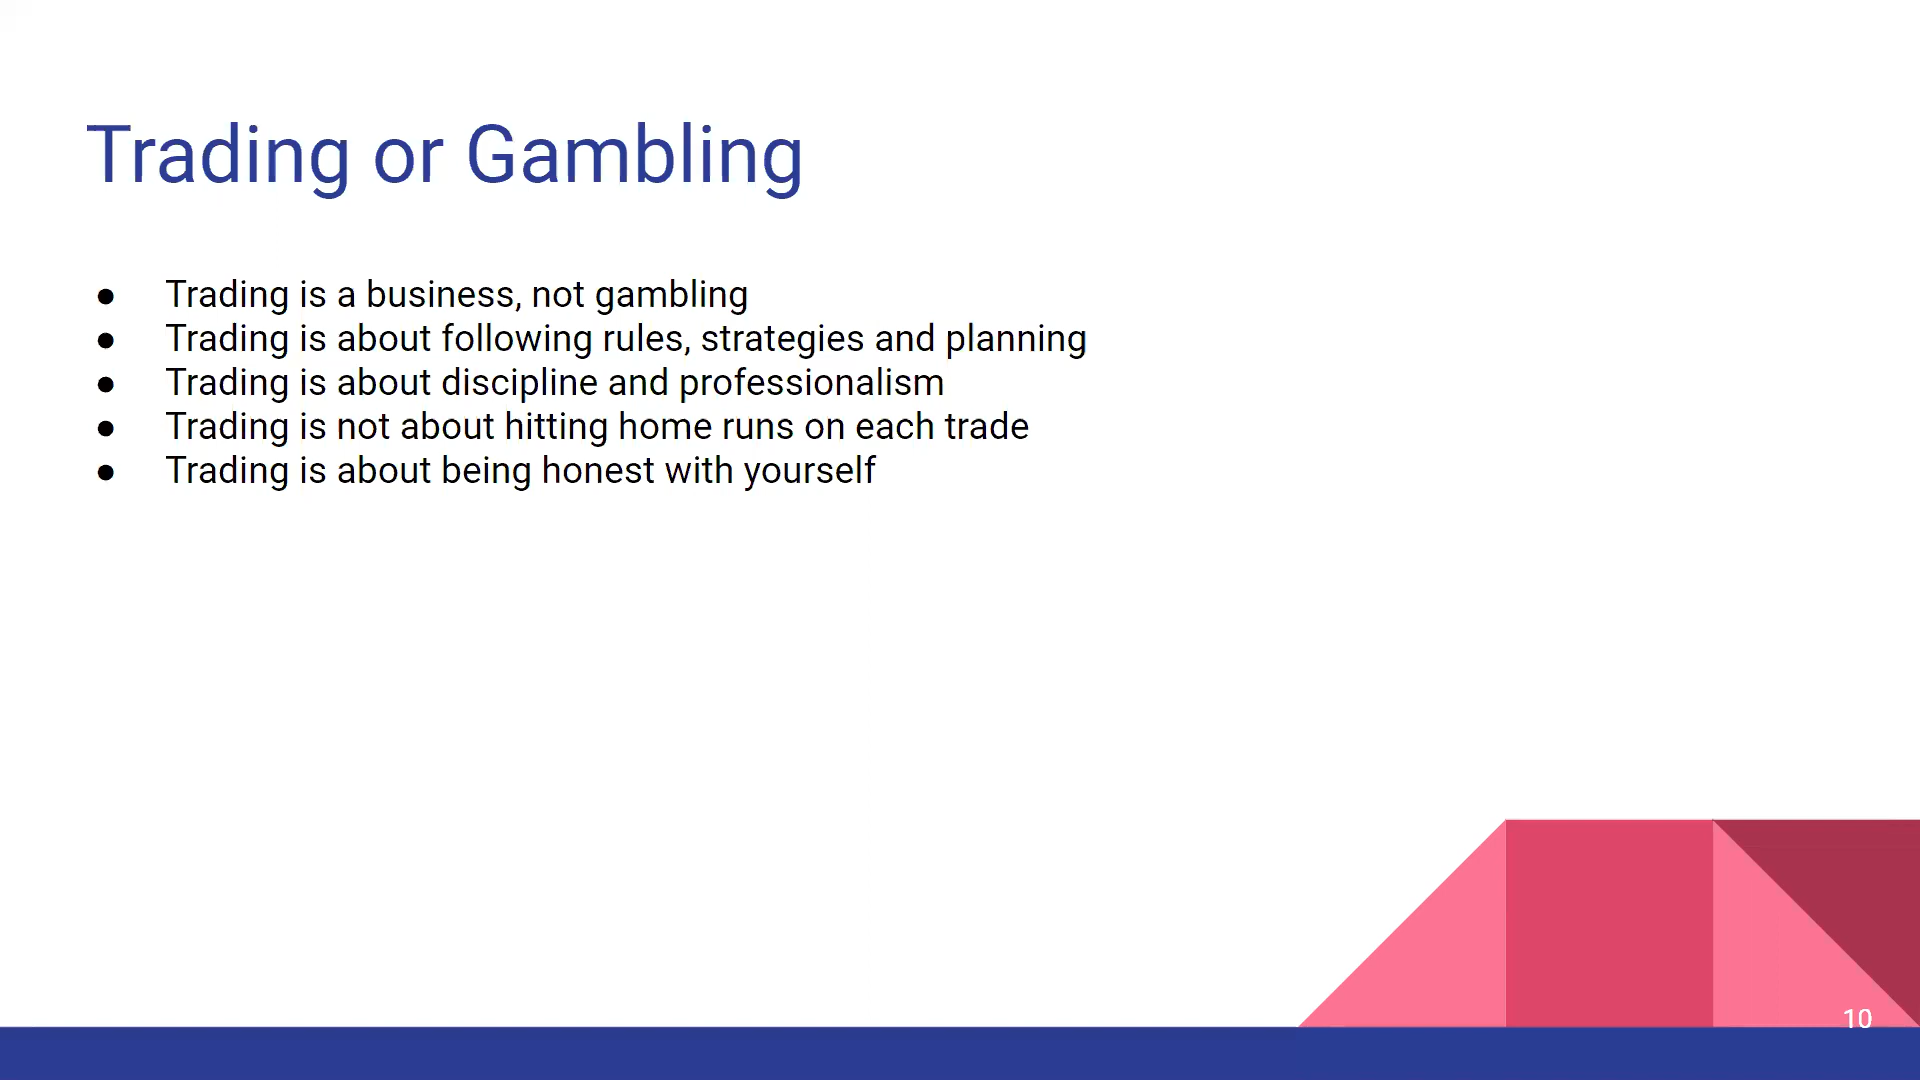 Trading or Gambling
● Trading is a business, not gambling
● Trading is about following rules, strategies and planning
● Trading is about discipline and professionalism
● Trading is not about hitting home runs on each trade
● Trading is about being honest with yourself
10